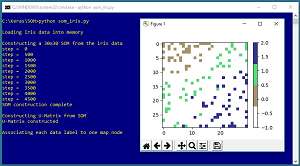 C:\WINDOWS\system32\cmd.exe - python som_iris.py
C:\Keras\SOM>python som_iris.py
Loading Iris data into memory
Constructing a 30x30 SOM from the iris data
step = 0
step = 500
step = 1000
step = 1500
step = 2000
step = 2500
step = 3000
step = 3500
step = 4000
step = 4500
SOM construction complete
Constructing U-Matrix from SOM
U-Matrix constructed
Associating each data label to one map node
Figure 1
0
5
10
15
20
25
0
10
20
2.0
1.5
1.0
0.5
0.0
-0.5
-1.0